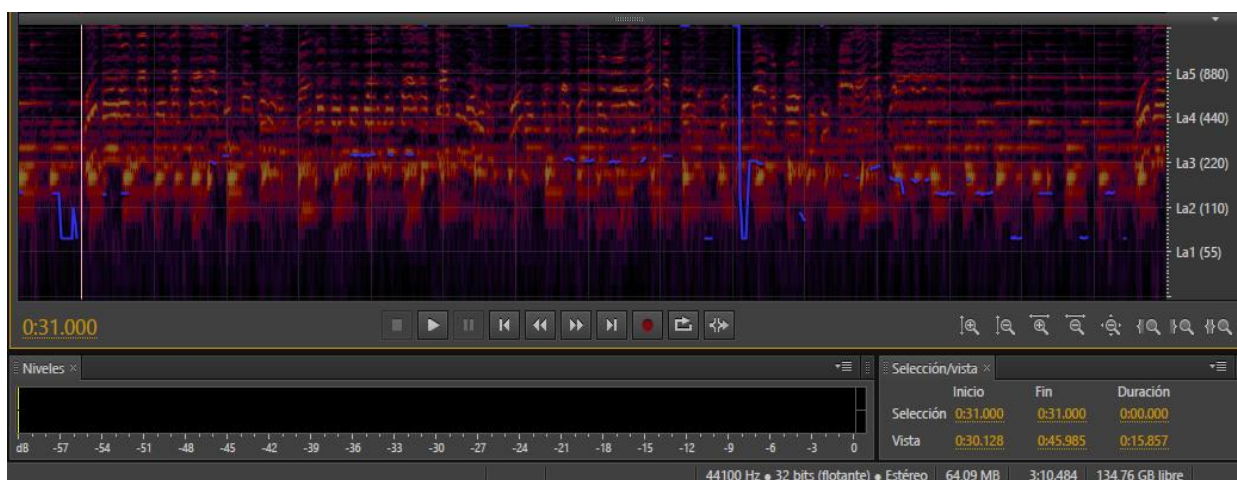 La5 (880)
La4 (440)
La3 (220)
La2 (110)
La1 (55)
0:31.000
Niveles ×
dB -57 -54 -51 -48 -45 -42 -39 -36 -33 -30 -27 -24 -21 -18 -15 -12 -9 -6 -3 0
Selección/vista ×
Inicio Fin Duración
Selección 0:31.000 0:31.000 0:00.000
Vista 0:30.128 0:45.985 0:15.857
44100 Hz • 32 bits (flotante) • Estéreo 64.09 MB 3:10.484 134.76 GB libre